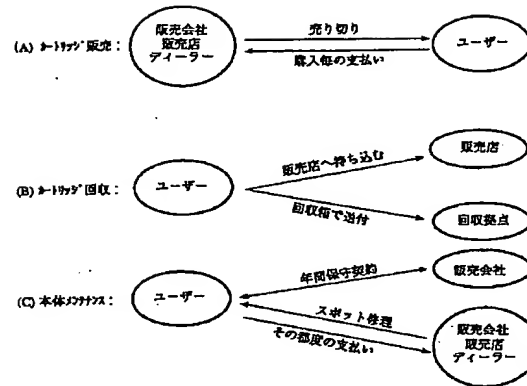 (A) ｶｰﾄﾘｯｼﾞ販売：
販売会社
販売店
ディーラー
売り切り
購入毎の支払い
ユーザー
(B) ｶｰﾄﾘｯｼﾞ回収：
ユーザー
販売店へ持ち込む
回収箱で送付
販売店
回収拠点
(C) 本体ﾒﾝﾃﾅﾝｽ：
ユーザー
年間保守契約
スポット修理
その都度の支払い
販売会社
販売会社
販売店
ディーラー